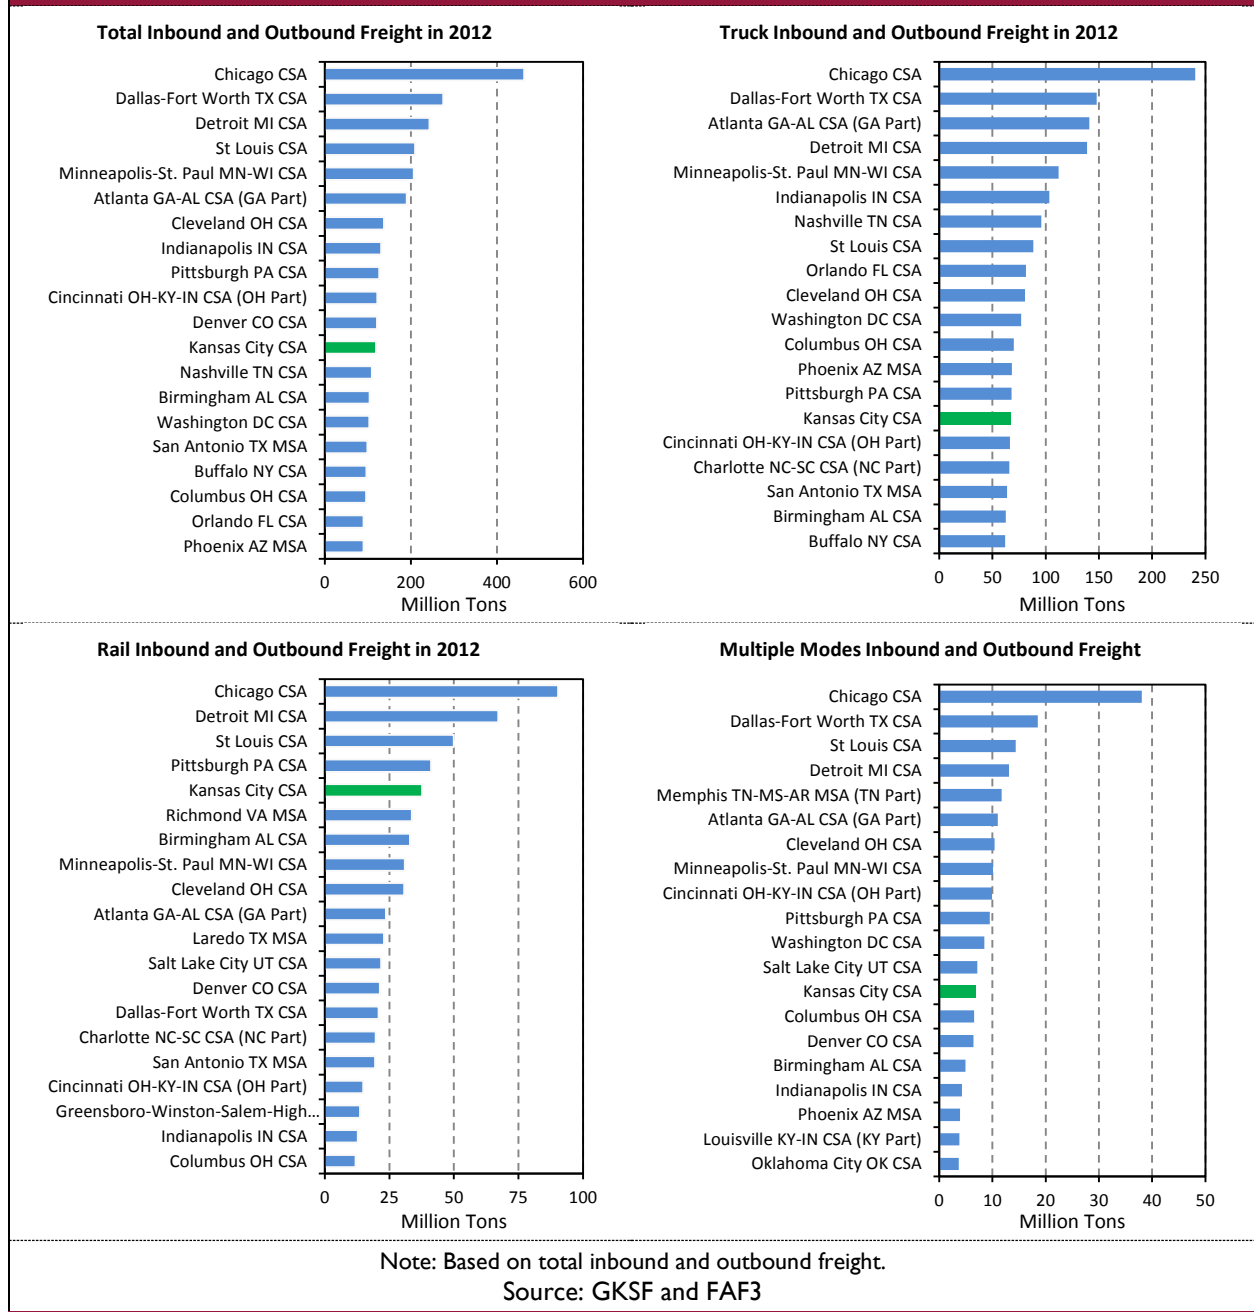 Total Inbound and Outbound Freight in 2012
Chicago CSA
Dallas-Fort Worth TX CSA
Detroit MI CSA
St Louis CSA
Minneapolis-St. Paul MN-WI CSA
Atlanta GA-AL CSA (GA Part)
Cleveland OH CSA
Indianapolis IN CSA
Pittsburgh PA CSA
Cincinnati OH-KY-IN CSA (OH Part)
Denver CO CSA
Kansas City CSA
Nashville TN CSA
Birmingham AL CSA
Washington DC CSA
San Antonio TX MSA
Buffalo NY CSA
Columbus OH CSA
Orlando FL CSA
Phoenix AZ MSA
0 200 400 600
Million Tons
Truck Inbound and Outbound Freight in 2012
Chicago CSA
Dallas-Fort Worth TX CSA
Atlanta GA-AL CSA (GA Part)
Detroit MI CSA
Minneapolis-St. Paul MN-WI CSA
Indianapolis IN CSA
Nashville TN CSA
St Louis CSA
Orlando FL CSA
Cleveland OH CSA
Washington DC CSA
Columbus OH CSA
Phoenix AZ MSA
Pittsburgh PA CSA
Kansas City CSA
Cincinnati OH-KY-IN CSA (OH Part)
Charlotte NC-SC CSA (NC Part)
San Antonio TX MSA
Birmingham AL CSA
Buffalo NY CSA
0 50 100 150 200 250
Million Tons
Rail Inbound and Outbound Freight in 2012
Chicago CSA
Detroit MI CSA
St Louis CSA
Pittsburgh PA CSA
Kansas City CSA
Richmond VA MSA
Birmingham AL CSA
Minneapolis-St. Paul MN-WI CSA
Cleveland OH CSA
Atlanta GA-AL CSA (GA Part)
Laredo TX MSA
Salt Lake City UT CSA
Denver CO CSA
Dallas-Fort Worth TX CSA
Charlotte NC-SC CSA (NC Part)
San Antonio TX MSA
Cincinnati OH-KY-IN CSA (OH Part)
Greensboro-Winston-Salem-High...
Indianapolis IN CSA
Columbus OH CSA
0 25 50 75 100
Million Tons
Multiple Modes Inbound and Outbound Freight
Chicago CSA
Dallas-Fort Worth TX CSA
St Louis CSA
Detroit MI CSA
Memphis TN-MS-AR MSA (TN Part)
Atlanta GA-AL CSA (GA Part)
Cleveland OH CSA
Minneapolis-St. Paul MN-WI CSA
Cincinnati OH-KY-IN CSA (OH Part)
Pittsburgh PA CSA
Washington DC CSA
Salt Lake City UT CSA
Kansas City CSA
Columbus OH CSA
Denver CO CSA
Birmingham AL CSA
Indianapolis IN CSA
Phoenix AZ MSA
Louisville KY-IN CSA (KY Part)
Oklahoma City OK CSA
0 10 20 30 40 50
Million Tons
Note: Based on total inbound and outbound freight.
Source: GKSF and FAF3